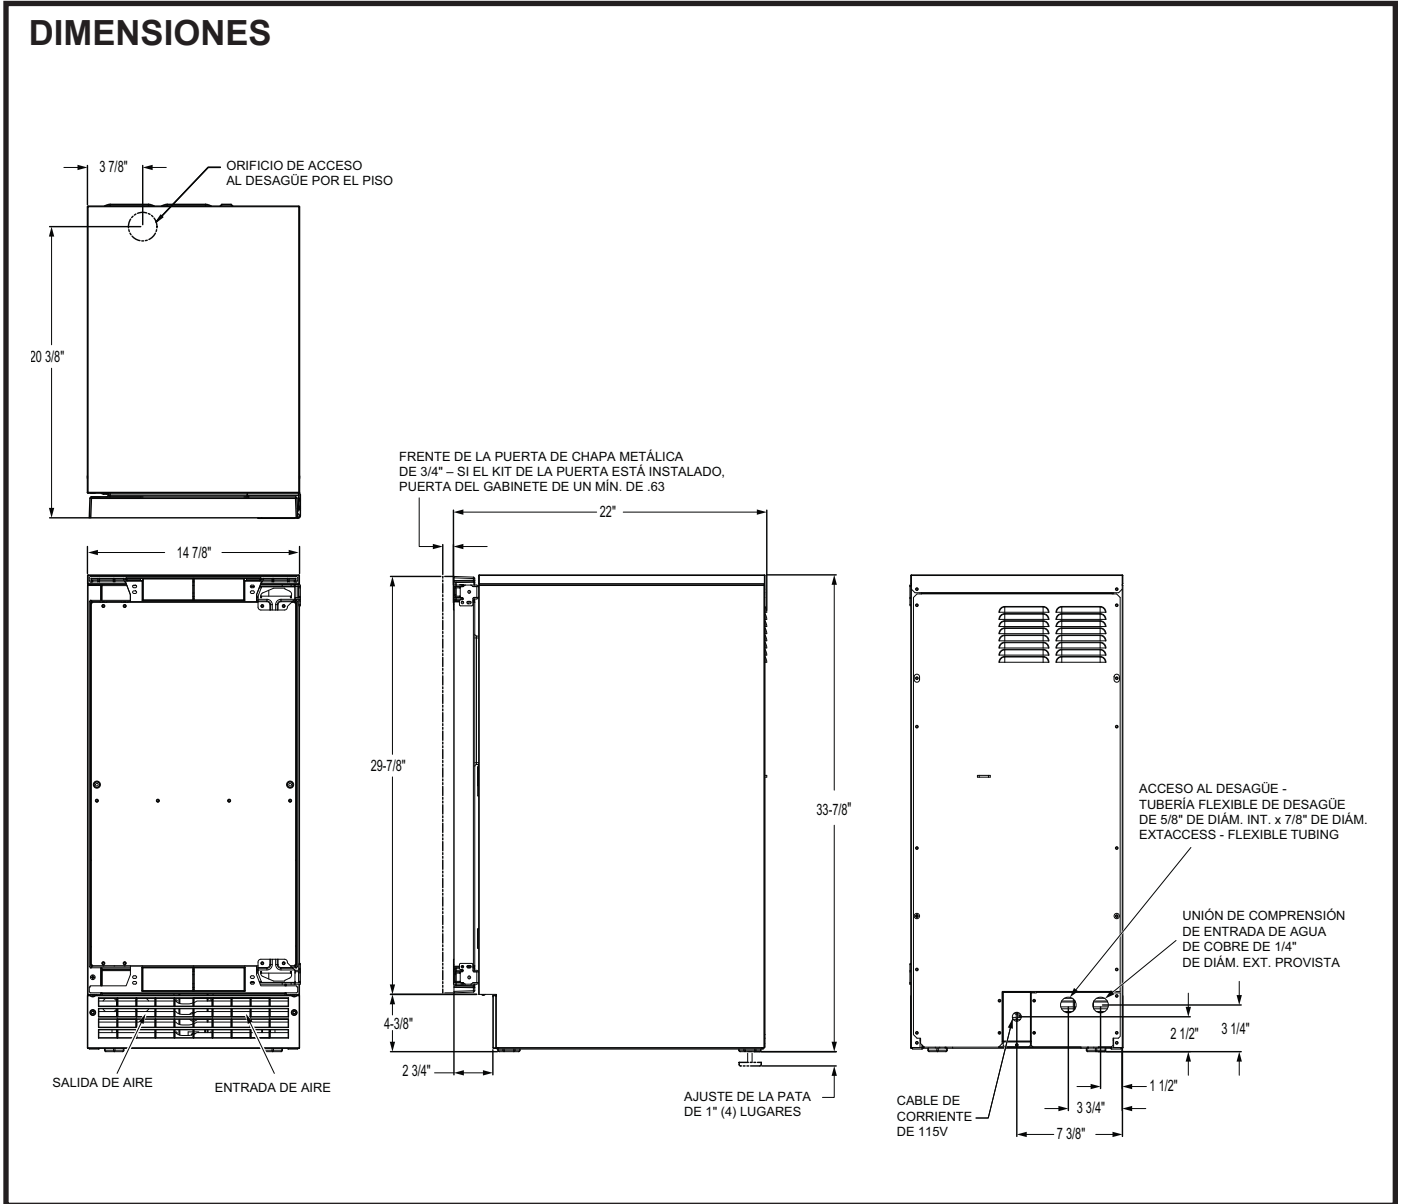 DIMENSIONES
3 7/8"
ORIFICIO DE ACCESO
AL DESAGÜE POR EL PISO
20 3/8"
14 7/8"
SALIDA DE AIRE
ENTRADA DE AIRE
FRENTE DE LA PUERTA DE CHAPA METÁLICA
DE 3/4" – SI EL KIT DE LA PUERTA ESTÁ INSTALADO,
PUERTA DEL GABINETE DE UN MÍN. DE .63
22"
29-7/8"
33-7/8"
4-3/8"
2 3/4"
AJUSTE DE LA PATA
DE 1" (4) LUGARES
ACCESO AL DESAGÜE -
TUBERÍA FLEXIBLE DE DESAGÜE
DE 5/8" DE DIÁM. INT. x 7/8" DE DIÁM.
EXTACCESS - FLEXIBLE TUBING
UNIÓN DE COMPRENSIÓN
DE ENTRADA DE AGUA
DE COBRE DE 1/4"
DE DIÁM. EXT. PROVISTA
2 1/2"
3 1/4"
1 1/2"
3 3/4"
7 3/8"
CABLE DE
CORRIENTE
DE 115V